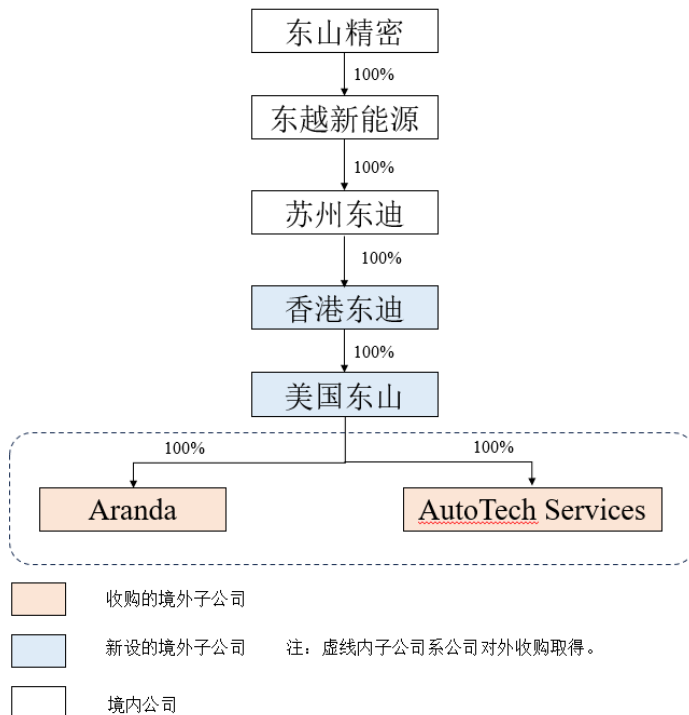 东山精密
100%
东越新能源
100%
苏州东迪
100%
香港东迪
100%
美国东山
100% 100%
Aranda AutoTech Services
收购的境外子公司
新设的境外子公司 注：虚线内子公司系公司对外收购取得。
境内公司